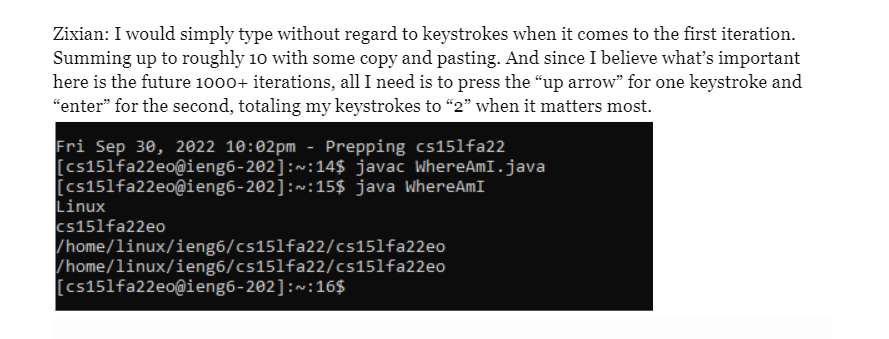 Zixian: I would simply type without regard to keystrokes when it comes to the first iteration.
Summing up to roughly 10 with some copy and pasting. And since I believe what’s important
here is the future 1000+ iterations, all I need is to press the “up arrow” for one keystroke and
“enter” for the second, totaling my keystrokes to “2” when it matters most.
Fri Sep 30, 2022 10:02pm - Prepping cs15lfa22
[cs15lfa22eo@ieng6-202]:~:14$ javac WhereAmI.java
[cs15lfa22eo@ieng6-202]:~:15$ java WhereAmI
Linux
cs15lfa22eo
/home/linux/ieng6/cs15lfa22/cs15lfa22eo
/home/linux/ieng6/cs15lfa22/cs15lfa22eo
[cs15lfa22eo@ieng6-202]:~:16$